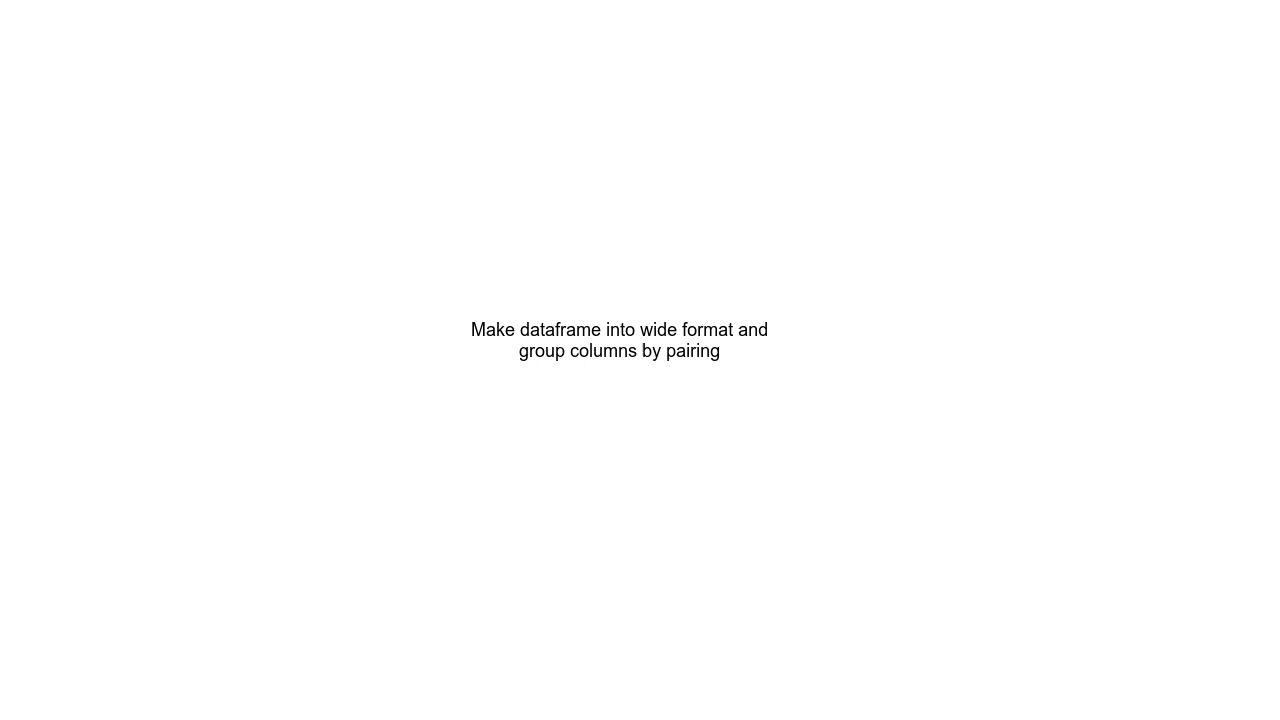 Make dataframe into wide format and
group columns by pairing